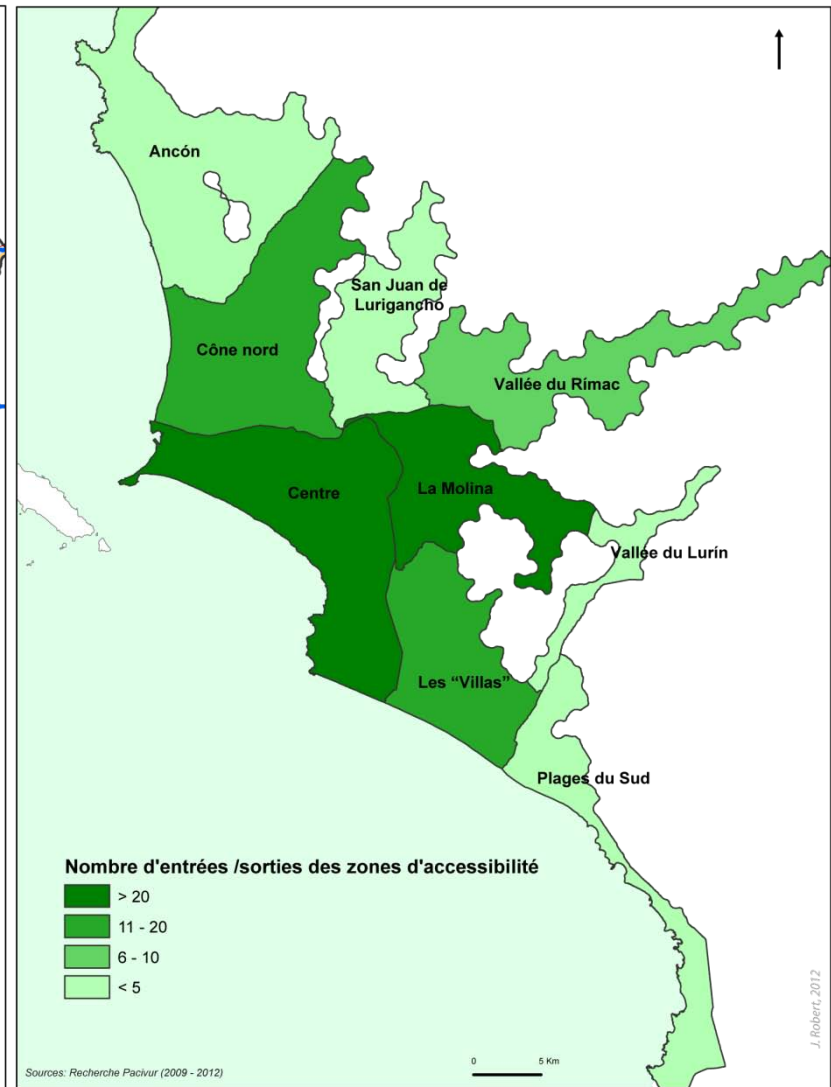 Ancón
San Juan de
Lurigancho
Cône nord
Vallée du Rímac
Centre
La Molina
Vallée du Lurín
Les “Villas”
Plages du Sud
Nombre d'entrées /sorties des zones d'accessibilité
> 20
11 - 20
6 - 10
< 5
0 5 Km
Sources: Recherche Pacivur (2009 - 2012)
J. Robert, 2012